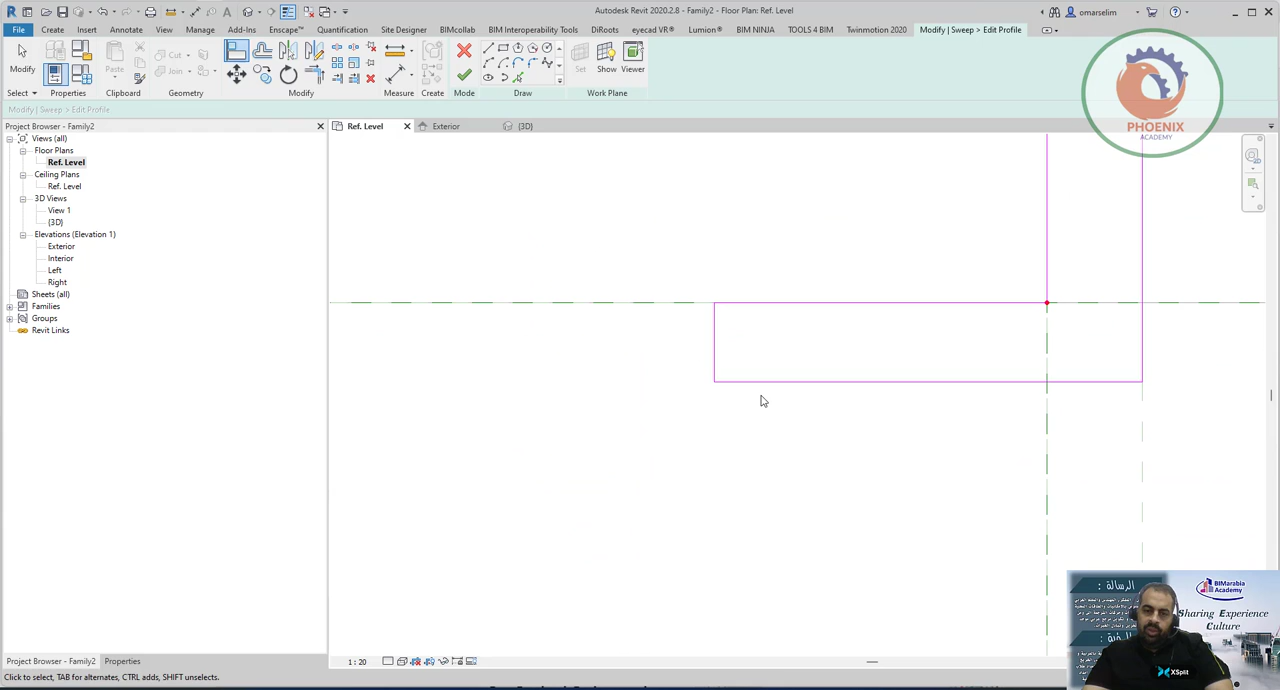 Autodesk Revit 2020.2.8 - Family2 - Floor Plan: Ref. Level
omarselim
File
Create
Insert
Annotate
View
Manage
Add-Ins
Enscape™
Quantification
Site Designer
BIMcollab
BIM Interoperability Tools
DiRoots
eyecad VR®
Lumion®
BIM NINJA
TOOLS 4 BIM
Twinmotion 2020
Modify | Sweep > Edit Profile
Modify
Paste
Cut
Join
Set
Show
Viewer
Select
Properties
Clipboard
Geometry
Modify
Measure
Create
Mode
Draw
Work Plane
Modify | Sweep > Edit Profile
PHOENIX
ACADEMY
Project Browser - Family2
Ref. Level
Exterior
{3D}
Views (all)
Floor Plans
Ref. Level
Ceiling Plans
Ref. Level
3D Views
View 1
{3D}
Elevations (Elevation 1)
Exterior
Interior
Left
Right
Sheets (all)
Families
Groups
Revit Links
الرسالة :
BIMarabia
Academy
Sharing Experience
Culture
XSplit
Project Browser - Family2
Properties
1 : 20
Click to select, TAB for alternates, CTRL adds, SHIFT unselects.